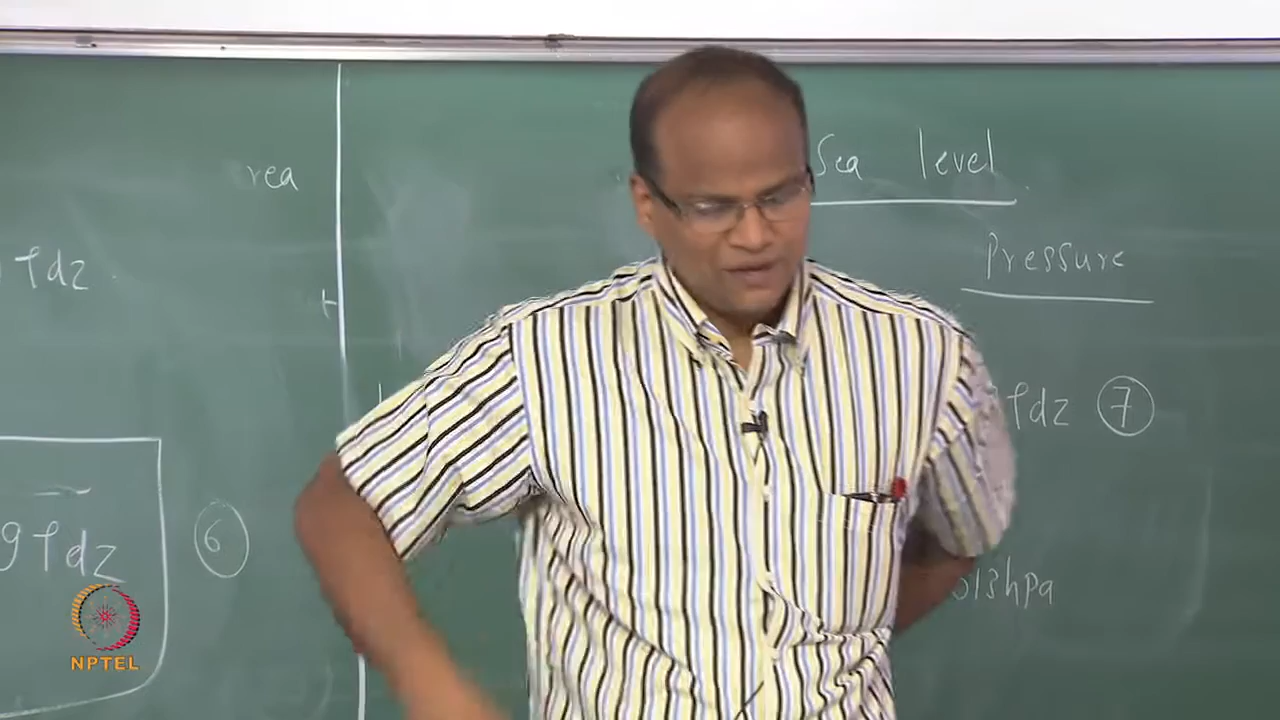 rea
ρdz
gρdz
6
Sea level
Pressure
ρdz 7
013hPa
NPTEL